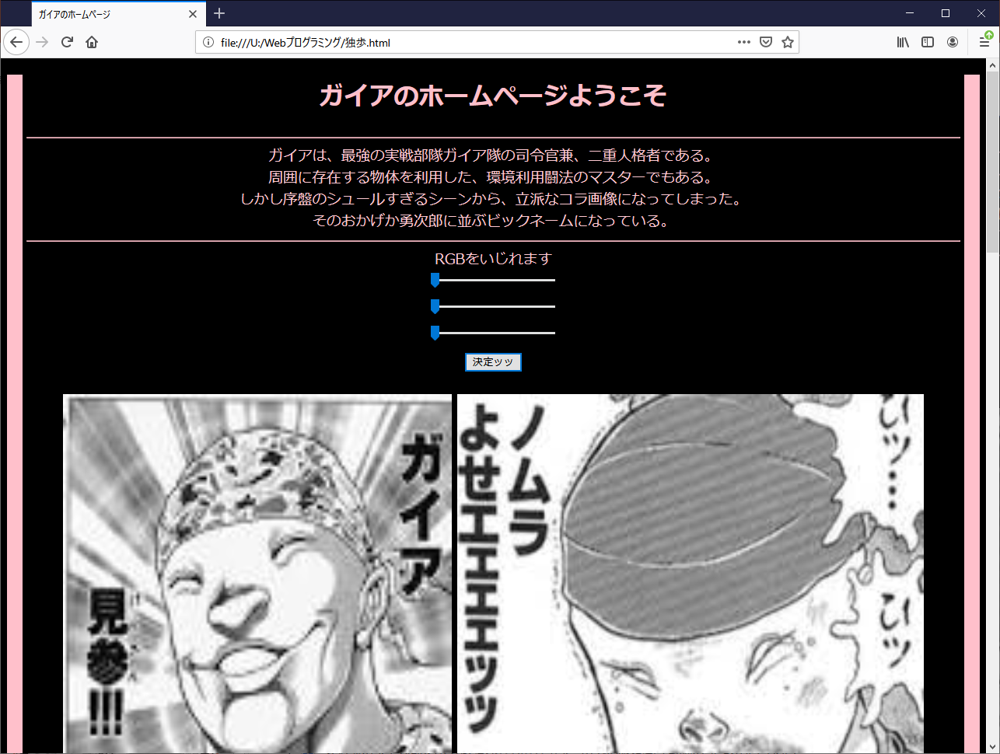 ガイアのホームページ
file:///U:/Webプログラミング/独歩.html
ガイアのホームページようこそ
ガイアは、最強の実戦部隊ガイア隊の司令官兼、二重人格者である。
周囲に存在する物体を利用した、環境利用闘法のマスターでもある。
しかし序盤のシュールすぎるシーンから、立派なコラ画像になってしまった。
そのおかげか勇次郎に並ぶビックネームになっている。
RGBをいじれます
決定ッッ
ガイア
見参!!!
ノムラ
よせエエエエッッ